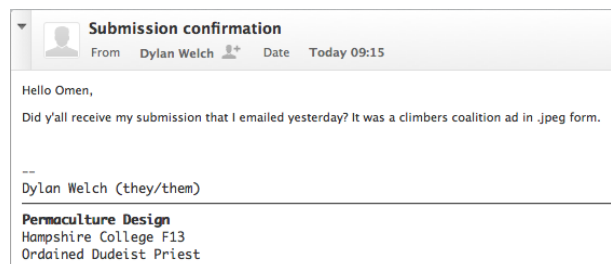 Submission confirmation
From Dylan Welch Date Today 09:15
Hello Omen,
Did y'all receive my submission that I emailed yesterday? It was a climbers coalition ad in .jpeg form.
--
Dylan Welch (they/them)
Permaculture Design
Hampshire College F13
Ordained Dudeist Priest